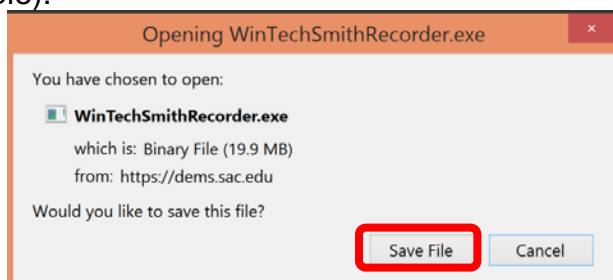 Opening WinTechSmithRecorder.exe
×
You have chosen to open:
WinTechSmithRecorder.exe
which is: Binary File (19.9 MB)
from: https://dems.sac.edu
Would you like to save this file?
Save File Cancel